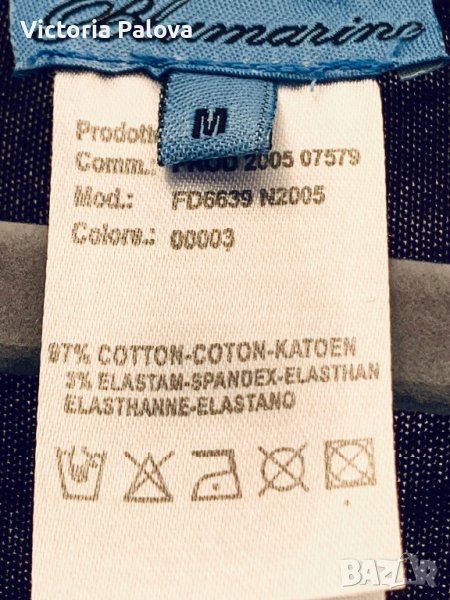 Victoria Palova
Blumarine
M
Prodotto
Comm.: PROD 2005 07579
Mod.: FD6639 N2005
Colore.: 00003
97% COTTON-COTON-KATOEN
3% ELASTAM-SPANDEX-ELASTHAN
ELASTHANNE-ELASTANO
BAZAR